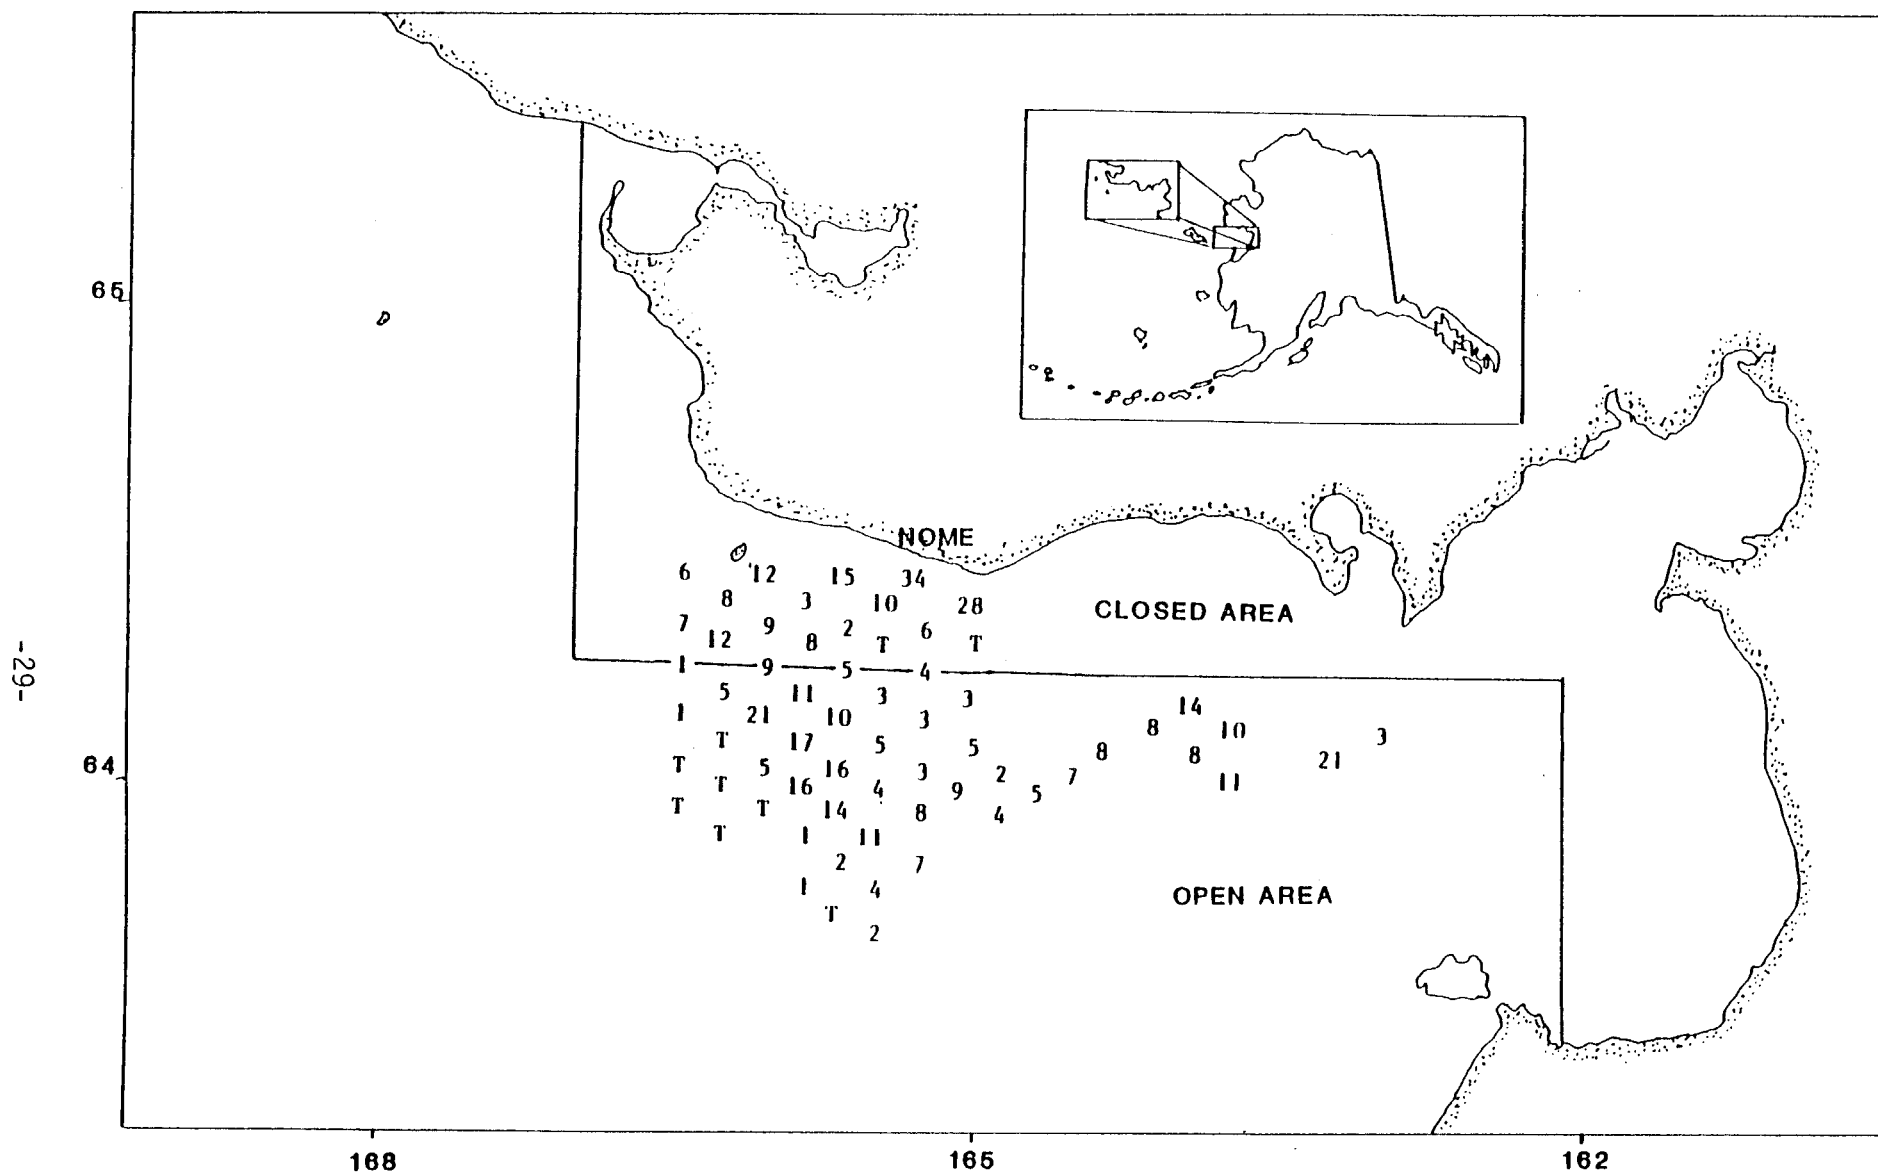 NOME
65
6 12 15 34
8 3 10 28
CLOSED AREA
7 9 2 6
12 8 T T
-29-
1 9 5 4
5 11 3 3
1 21 10 3
14
8 10
T 17 5 5 8 8 3
64
T 5 16 3 2 7 21
T 16 4 9 5 11
T T 14 8 4
T 1 11
2 7
1 4
OPEN AREA
T
2
168 165 162